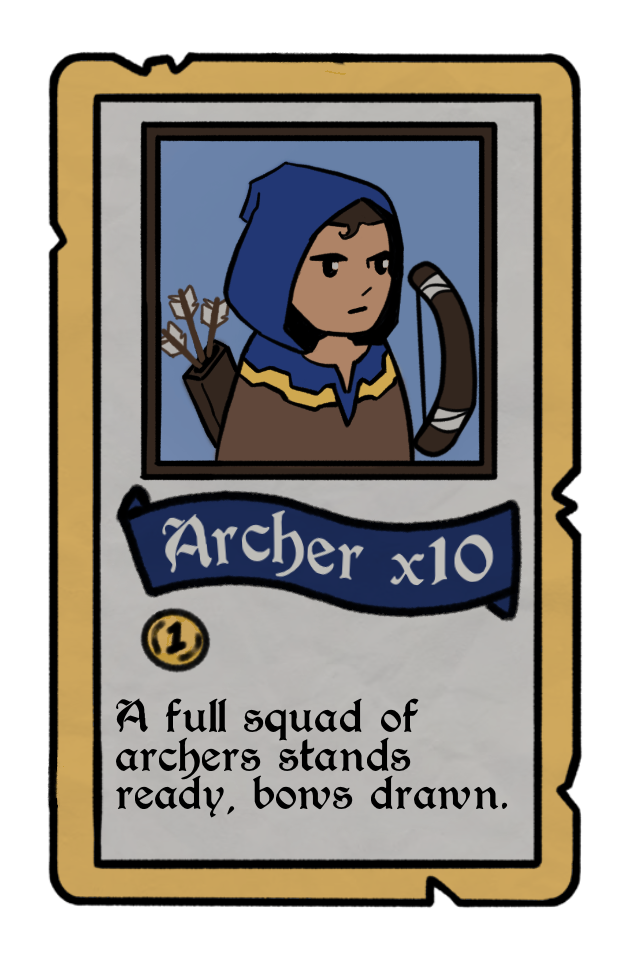 Archer x10
1
A full squad of
archers stands
ready, bows drawn.